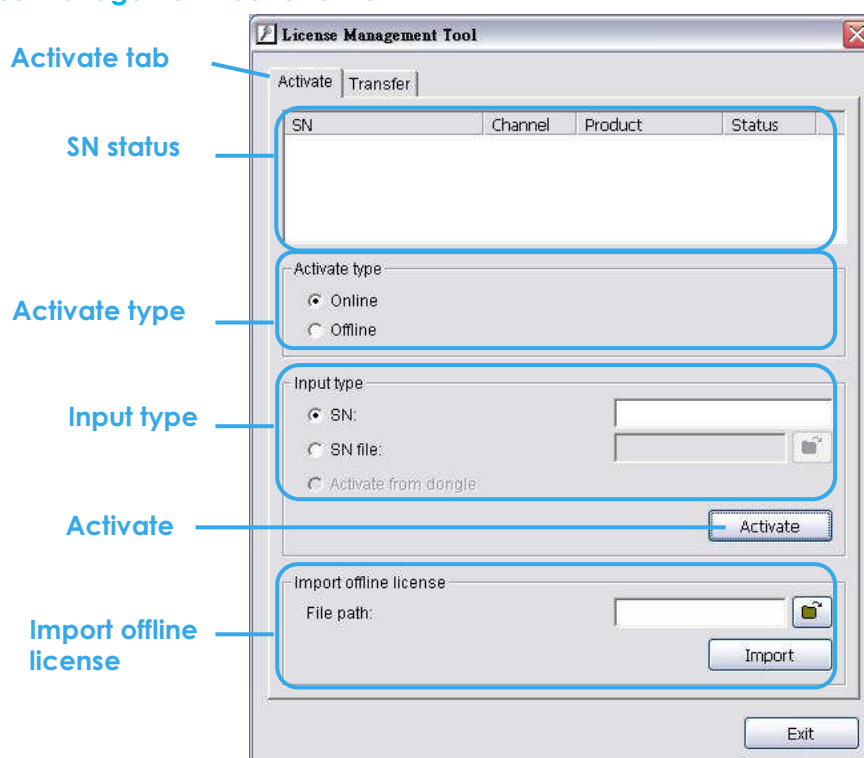 License Management Tool
Activate tab
Activate
Transfer
SN
Channel
Product
Status
SN status
Activate type
Online
Offline
Activate type
Input type
SN:
SN file:
Activate from dongle
Input type
Activate
Activate
Import offline license
File path:
Import
Import offline
license
Exit